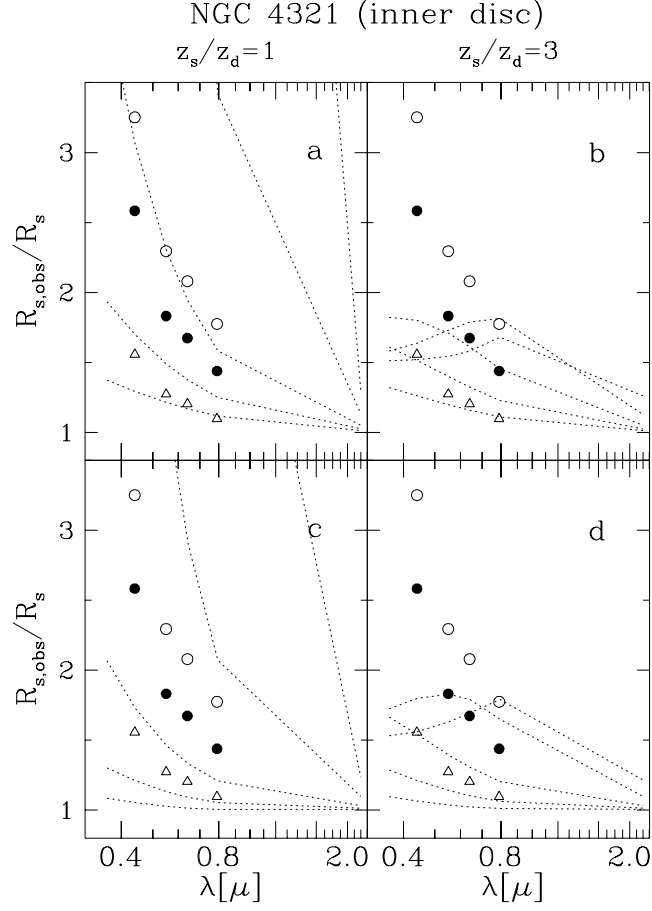 NGC 4321 (inner disc)
z_s/z_d=1 z_s/z_d=3
3 a b
R_s,obs/R_s 2
1
3 c d
R_s,obs/R_s 2
1
0.4 0.8 2.0 0.4 0.8 2.0
λ[μ] λ[μ]